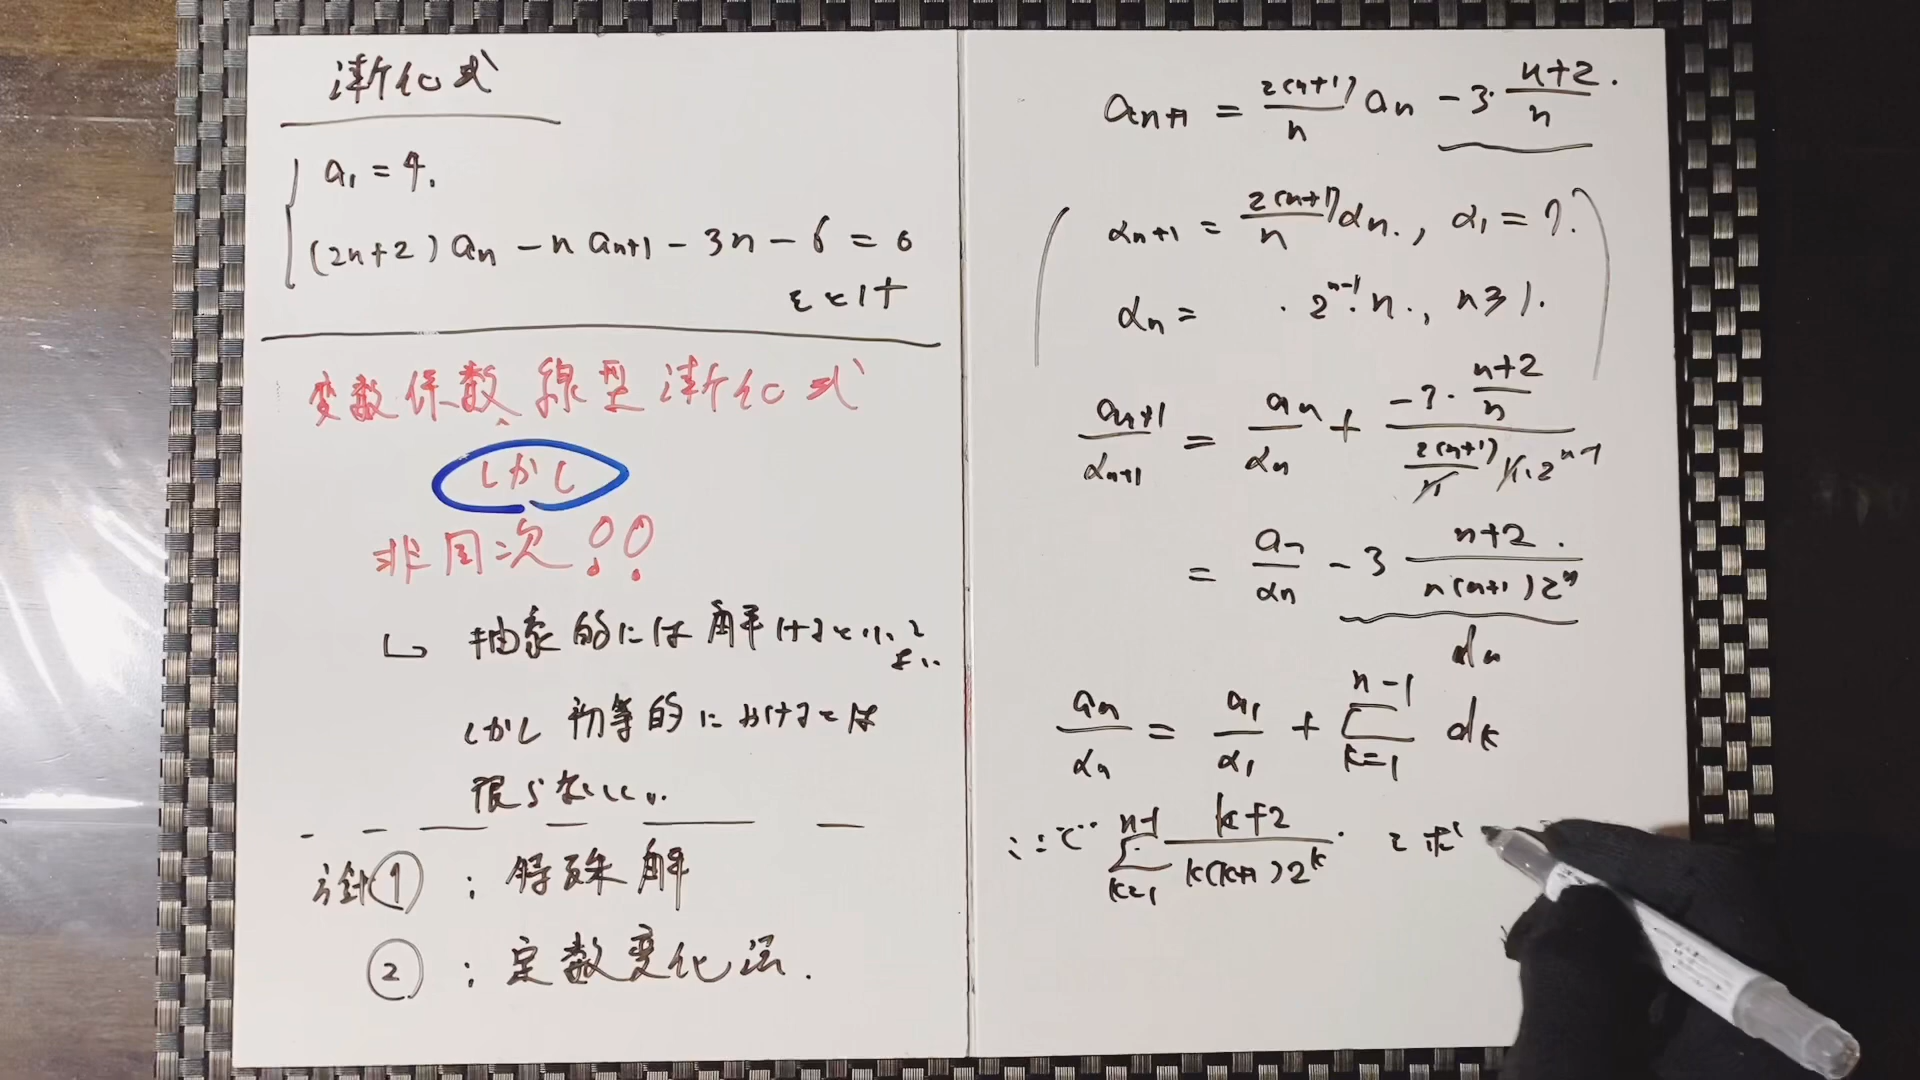 漸化式
a₁ = 4.
(2n+2)aₙ - n aₙ₊₁ - 3n - 6 = 0
をとけ
変数係数線型漸化式
しかし
非同次!!
↳ 抽象的には解けることいってよい..
しかし初等的にかけるとは
限らない...
方針① : 特殊解
② : 定数変化法.
aₙ₊₁ = 2(n+1)/n aₙ - 3·(n+2)/n.
αₙ₊₁ = 2(n+1)/n αₙ., α₁ = 1.
αₙ = · 2ⁿ⁻¹· n ., n ≧ 1.
aₙ₊₁/αₙ₊₁ = aₙ/αₙ + (-3·(n+2)/n)/(2(n+1)/n n·2ⁿ⁻¹)
= aₙ/αₙ - 3 (n+2)/(n(n+1)2ⁿ)
dₙ
aₙ/αₙ = a₁/α₁ + Σ_{k=1}^{n-1} dₖ
ここで Σ_{k=1}^{n-1} (k+2)/(k(k+1)2ᵏ) を求